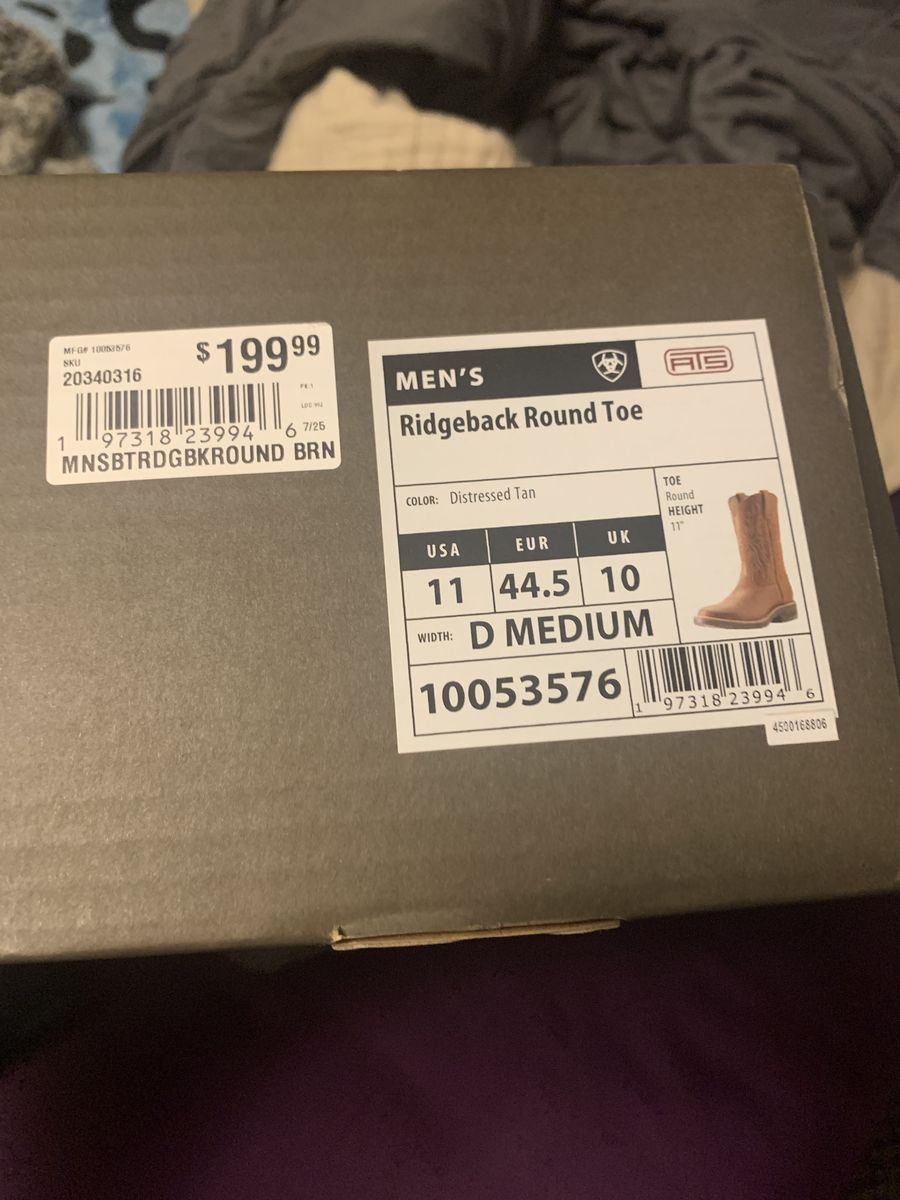 MFG# 10053576
SKU
20340316
$199.99
1 97318 23994 6
7/25
MNSBTRDGBKROUND BRN
MEN'S
ATS
Ridgeback Round Toe
COLOR: Distressed Tan
TOE
Round
HEIGHT
11"
USA EUR UK
11 44.5 10
WIDTH: D MEDIUM
10053576
1 97318 23994 6
4500168806